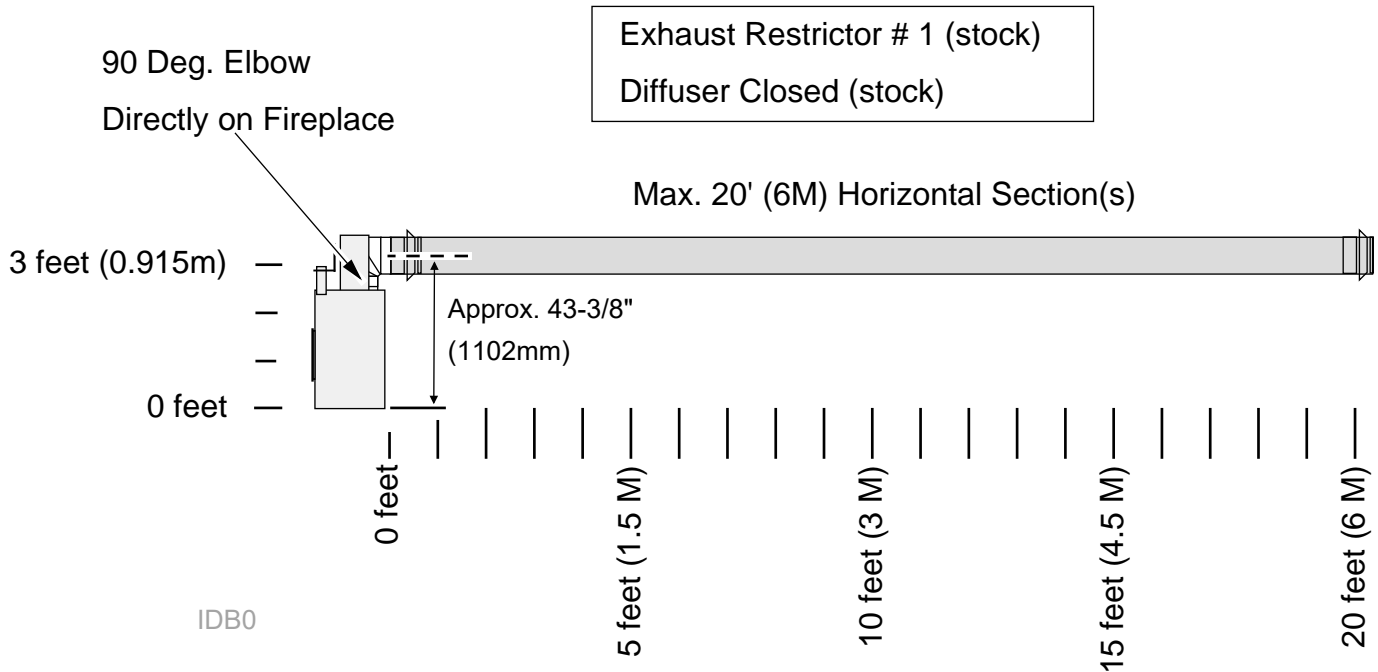 Exhaust Restrictor # 1 (stock)
Diffuser Closed (stock)
90 Deg. Elbow
Directly on Fireplace
Max. 20' (6M) Horizontal Section(s)
3 feet (0.915m)
Approx. 43-3/8"
(1102mm)
0 feet
0 feet
5 feet (1.5 M)
10 feet (3 M)
15 feet (4.5 M)
20 feet (6 M)
IDB0